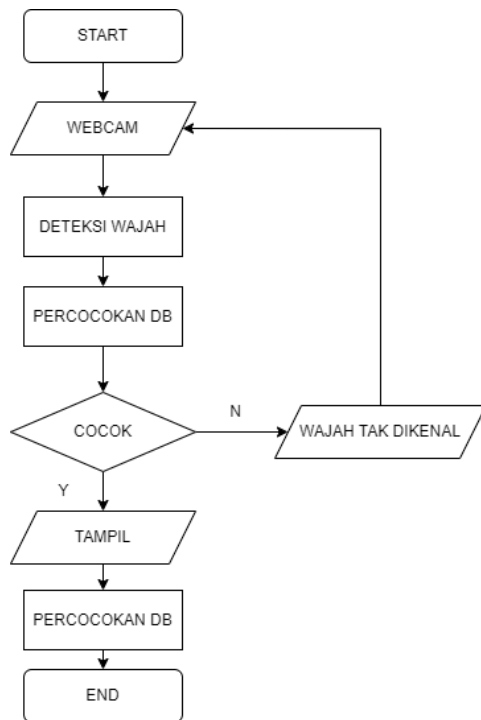 START
WEBCAM
DETEKSI WAJAH
PERCOCOKAN DB
COCOK
N
WAJAH TAK DIKENAL
Y
TAMPIL
PERCOCOKAN DB
END